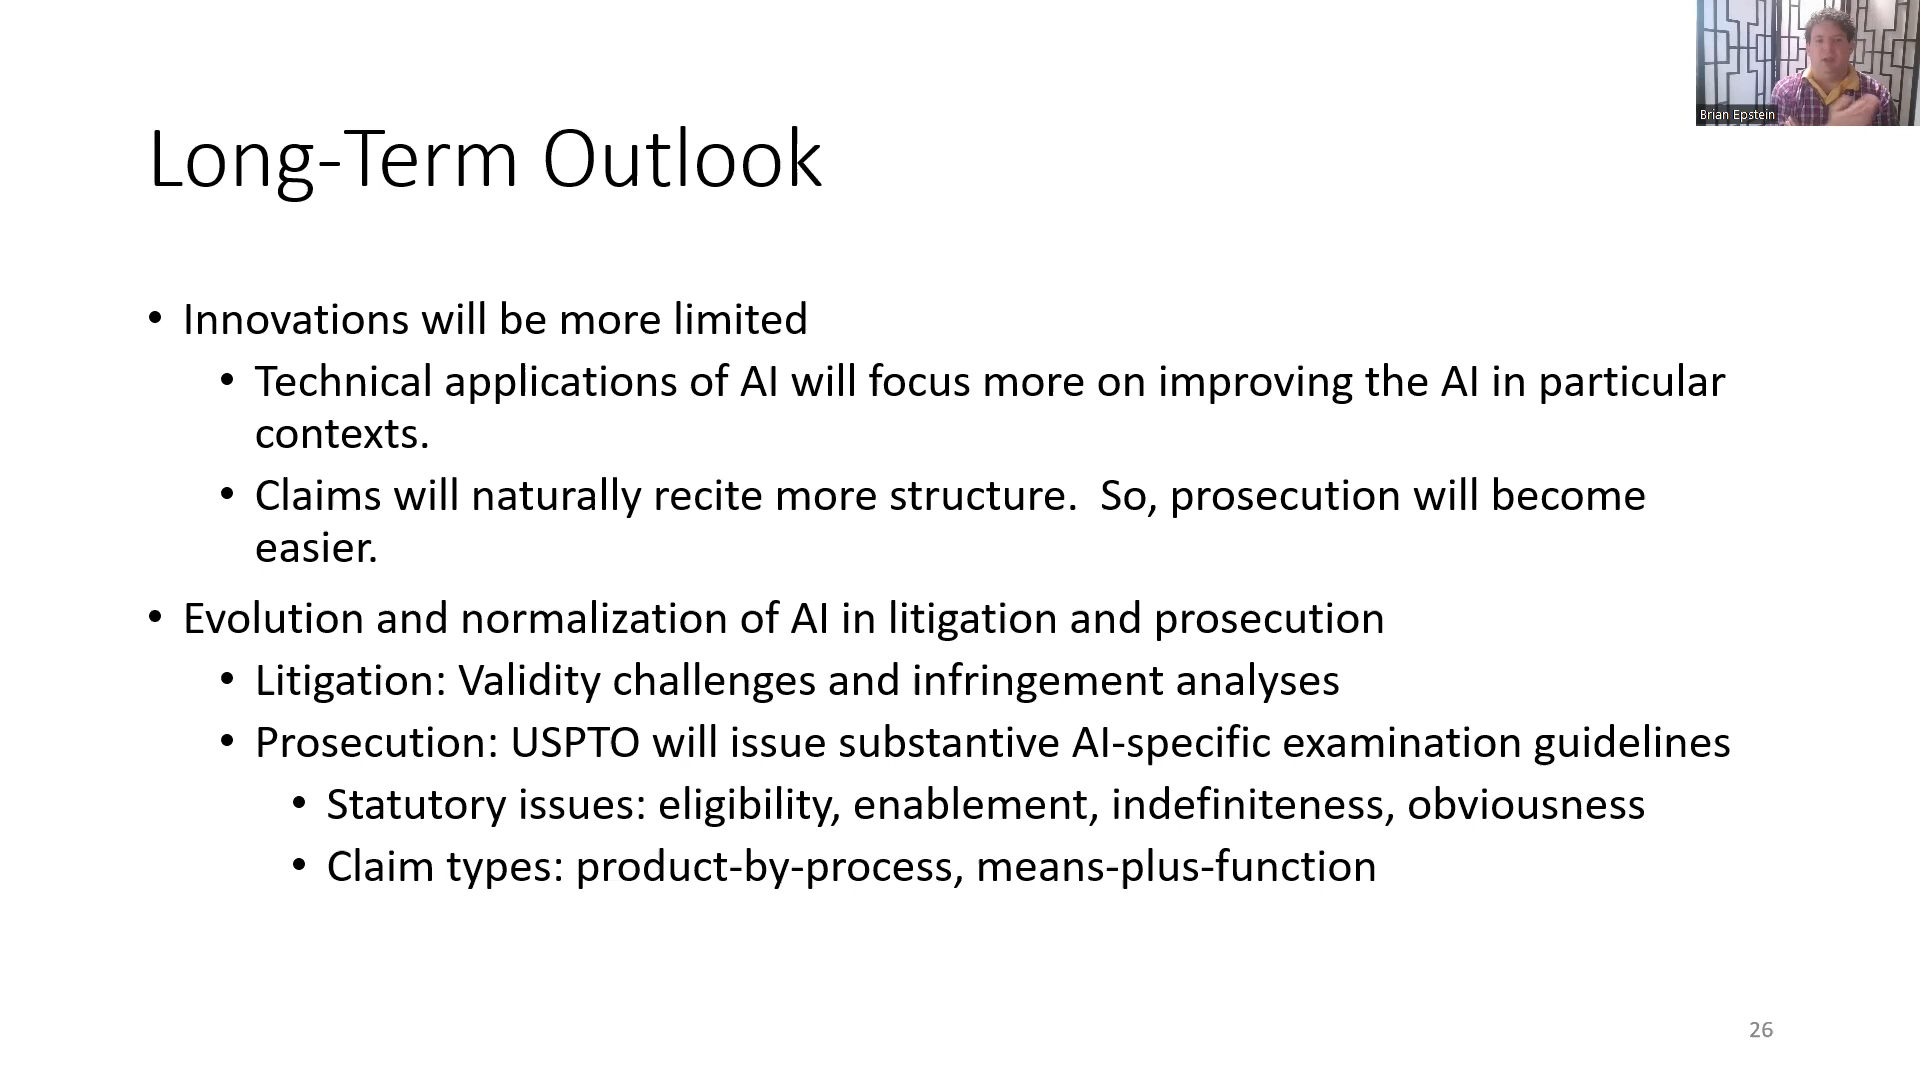 Brian Epstein
Long-Term Outlook
• Innovations will be more limited
• Technical applications of AI will focus more on improving the AI in particular
contexts.
• Claims will naturally recite more structure.  So, prosecution will become
easier.
• Evolution and normalization of AI in litigation and prosecution
• Litigation: Validity challenges and infringement analyses
• Prosecution: USPTO will issue substantive AI-specific examination guidelines
• Statutory issues: eligibility, enablement, indefiniteness, obviousness
• Claim types: product-by-process, means-plus-function
26